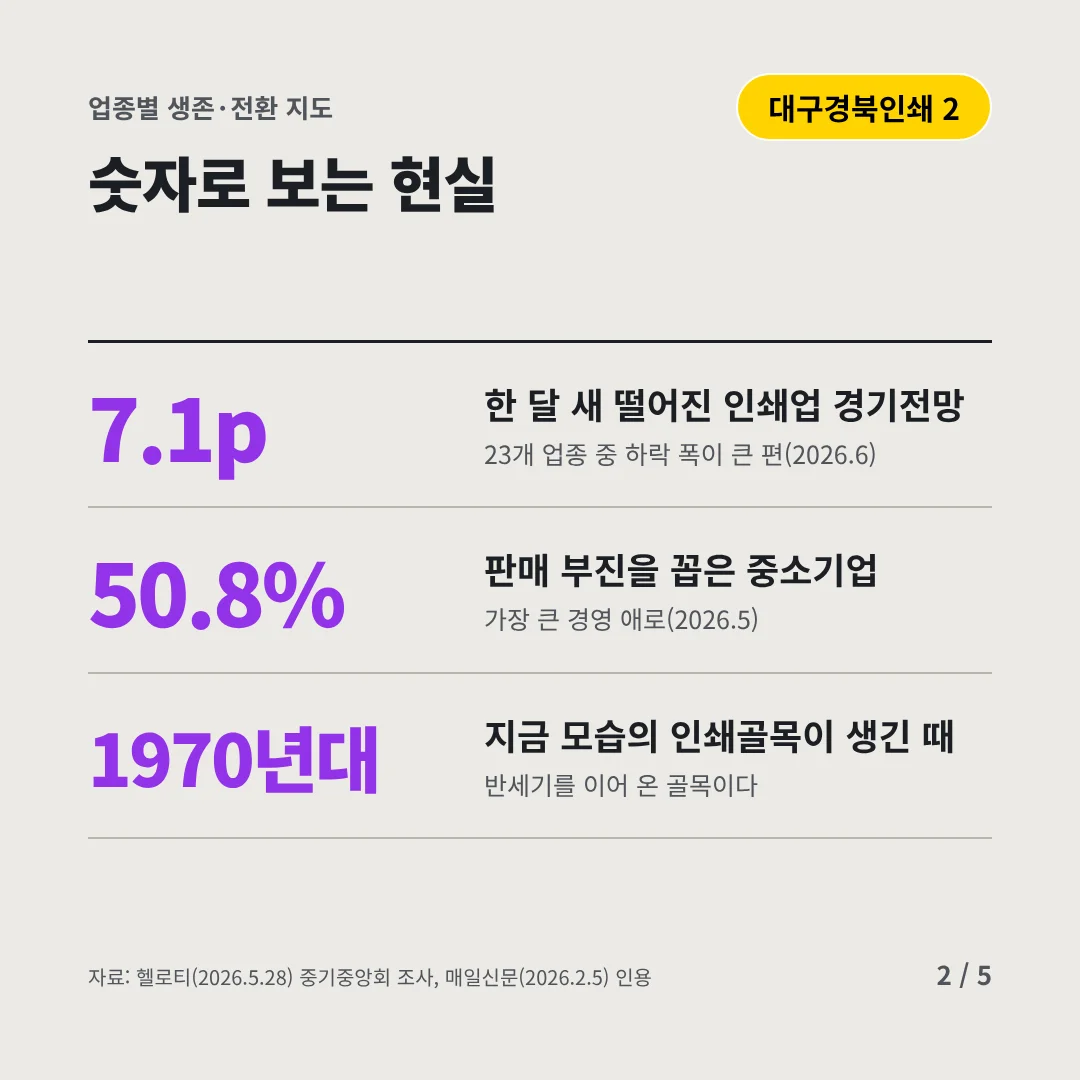 업종별 생존·전환 지도
대구경북인쇄 2
숫자로 보는 현실
7.1p
한 달 새 떨어진 인쇄업 경기전망
23개 업종 중 하락 폭이 큰 편(2026.6)
50.8%
판매 부진을 꼽은 중소기업
가장 큰 경영 애로(2026.5)
1970년대
지금 모습의 인쇄골목이 생긴 때
반세기를 이어 온 골목이다
자료: 헬로티(2026.5.28) 중기중앙회 조사, 매일신문(2026.2.5) 인용
2 / 5